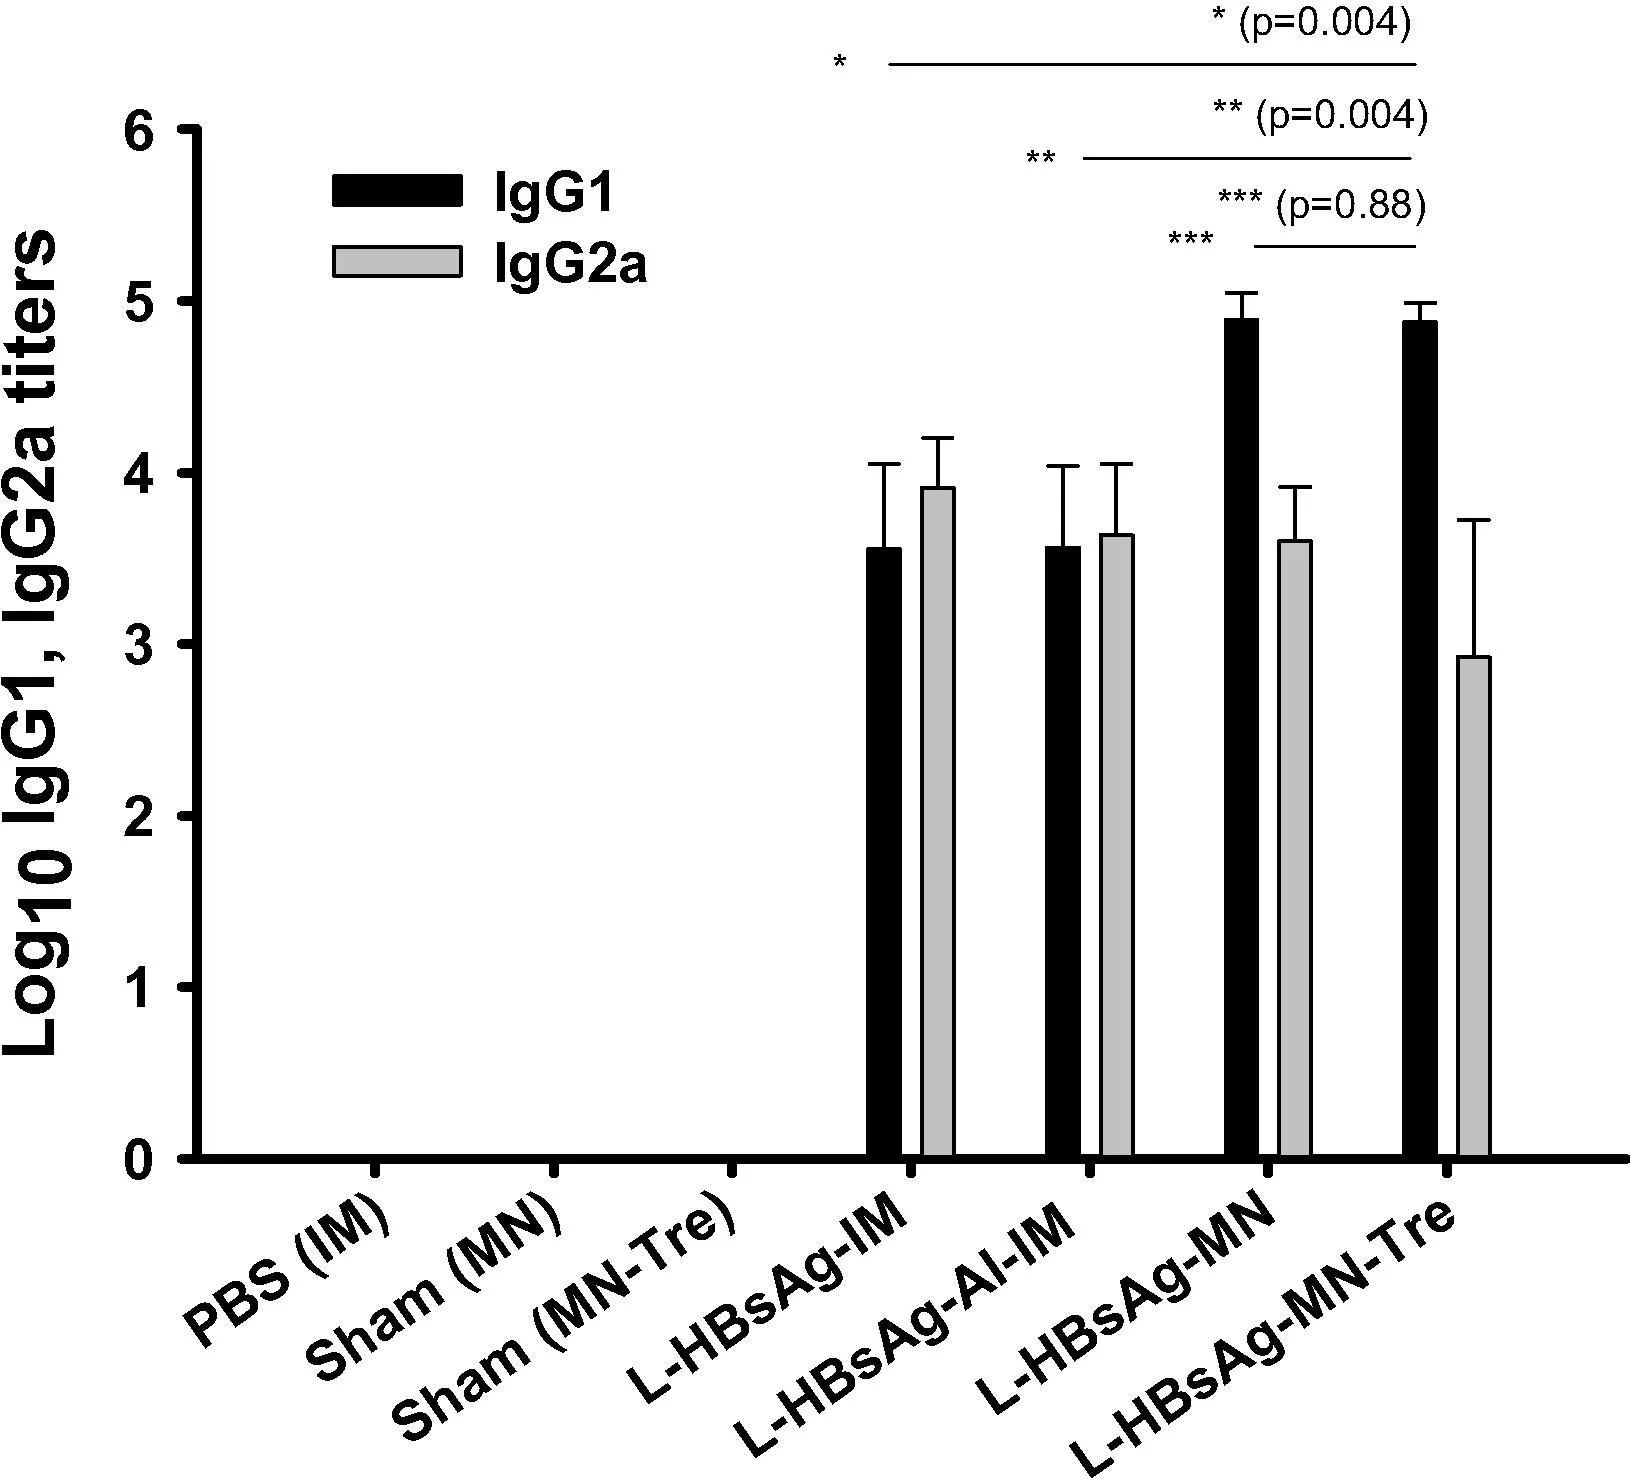 * (p=0.004)
*
** (p=0.004)
**
*** (p=0.88)
***
IgG1
IgG2a
Log10 IgG1, IgG2a titers
6
5
4
3
2
1
0
PBS (IM)
Sham (MN)
Sham (MN-Tre)
L-HBsAg-IM
L-HBsAg-Al-IM
L-HBsAg-MN
L-HBsAg-MN-Tre